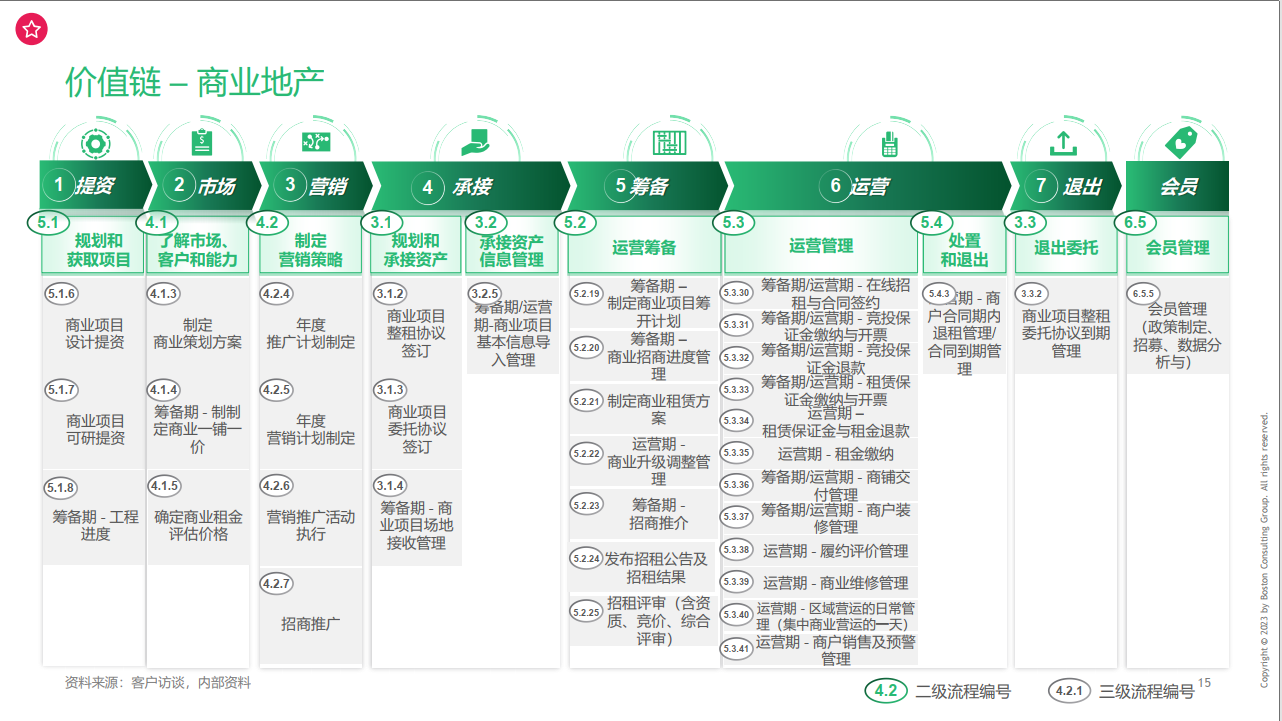 价值链 – 商业地产
1 提资
2 市场
3 营销
4 承接
5 筹备
6 运营
7 退出
会员
5.1
规划和
获取项目
4.1
了解市场、
客户和能力
4.2
制定
营销策略
3.1
规划和
承接资产
3.2
承接资产
信息管理
5.2
运营筹备
5.3
运营管理
5.4
处置
和退出
3.3
退出委托
6.5
会员管理
5.1.6
商业项目
设计提资
5.1.7
商业项目
可研提资
5.1.8
筹备期 - 工程
进度
4.1.3
制定
商业策划方案
4.1.4
筹备期 - 制制
定商业一铺一
价
4.1.5
确定商业租金
评估价格
4.2.4
年度
推广计划制定
4.2.5
年度
营销计划制定
4.2.6
营销推广活动
执行
4.2.7
招商推广
3.1.2
商业项目
整租协议
签订
3.1.3
商业项目
委托协议
签订
3.1.4
筹备期 - 商
业项目场地
接收管理
3.2.5
筹备期/运营
期-商业项目
基本信息导
入管理
5.2.19
筹备期 –
制定商业项目筹
开计划
5.2.20
筹备期 –
商业招商进度管
理
5.2.21
制定商业租赁方
案
5.2.22
运营期 -
商业升级调整管
理
5.2.23
筹备期 -
招商推介
5.2.24
发布招租公告及
招租结果
5.2.25
招租评审（含资
质、竞价、综合
评审）
5.3.30
筹备期/运营期 - 在线招
租与合同签约
5.3.31
筹备期/运营期 - 竞投保
证金缴纳与开票
5.3.32
筹备期/运营期 - 竞投保
证金退款
5.3.33
筹备期/运营期 - 租赁保
证金缴纳与开票
5.3.34
运营期 –
租赁保证金与租金退款
5.3.35
运营期 - 租金缴纳
5.3.36
筹备期/运营期 - 商铺交
付管理
5.3.37
筹备期/运营期 - 商户装
修管理
5.3.38
运营期 - 履约评价管理
5.3.39
运营期 - 商业维修管理
5.3.40
运营期 - 区域营运的日常管
理（集中商业营运的一天）
5.3.41
运营期 - 商户销售及预警
管理
5.4.3
期 - 商
户合同期内
退租管理/
合同到期管
理
3.3.2
商业项目整租
委托协议到期
管理
6.5.5
会员管理
（政策制定、
招募、数据分
析与）
资料来源：客户访谈，内部资料
4.2 二级流程编号
4.2.1 三级流程编号
15
Copyright © 2023 by Boston Consulting Group. All rights reserved.